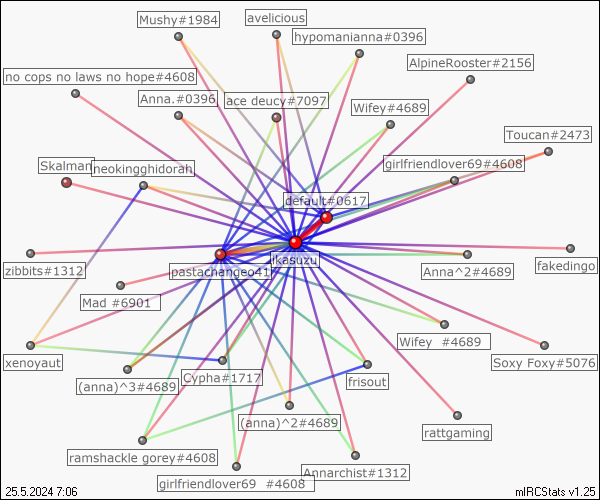 Mushy#1984
avelicious
hypomanianna#0396
AlpineRooster#2156
no cops no laws no hope#4608
Anna.#0396
ace deucy#7097
Wifey#4689
Toucan#2473
Skalman
neokingghidorah
girlfriendlover69#4608
default#0617
ikasuzu
zibbits#1312
pastachangeo41
Anna^2#4689
fakedingo
Mad #6901
xenoyaut
Wifey #4689
Soxy Foxy#5076
(anna)^3#4689
Cypha#1717
frisout
(anna)^2#4689
rattgaming
ramshackle gorey#4608
Annarchist#1312
girlfriendlover69 #4608
25.5.2024 7:06
mIRCStats v1.25